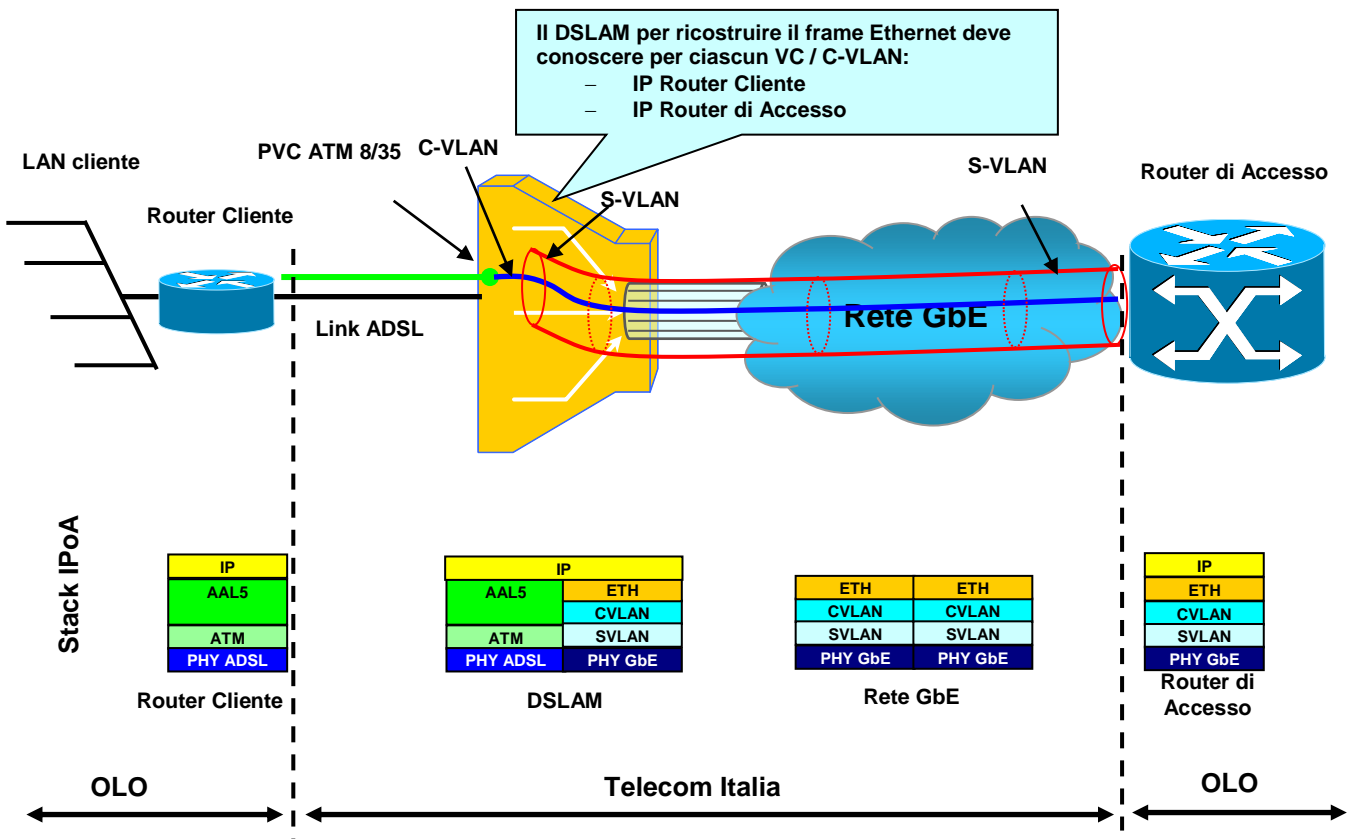 Il DSLAM per ricostruire il frame Ethernet deve
conoscere per ciascun VC / C-VLAN:
– IP Router Cliente
– IP Router di Accesso
LAN cliente
PVC ATM 8/35
C-VLAN
S-VLAN
S-VLAN
Router di Accesso
Router Cliente
Link ADSL
Rete GbE
Stack IPoA
IP
AAL5
ATM
PHY ADSL
Router Cliente
IP
AAL5
ATM
PHY ADSL
ETH
CVLAN
SVLAN
PHY GbE
DSLAM
ETH
CVLAN
SVLAN
PHY GbE
ETH
CVLAN
SVLAN
PHY GbE
Rete GbE
IP
ETH
CVLAN
SVLAN
PHY GbE
Router di
Accesso
OLO
Telecom Italia
OLO